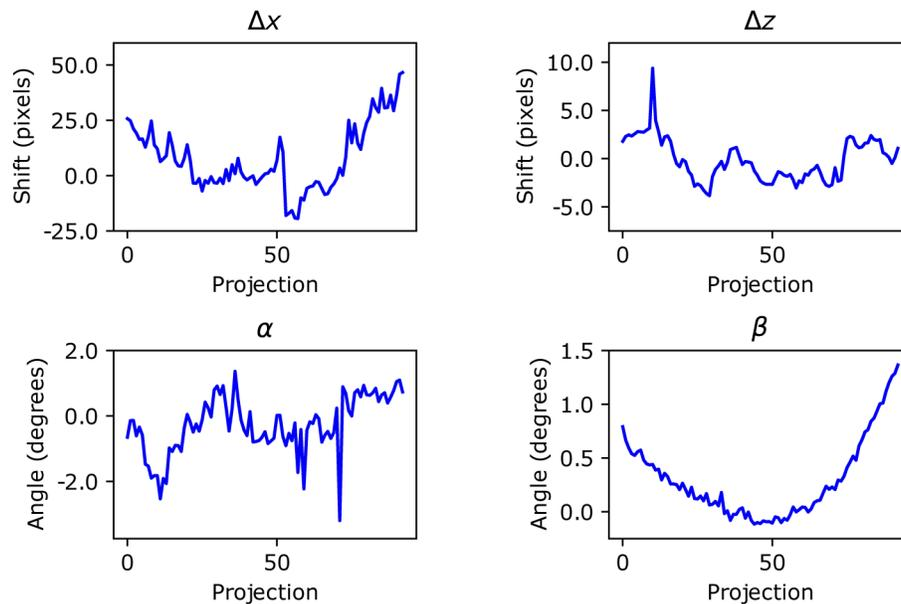 Δx
Shift (pixels)
50.0
25.0
0.0
-25.0
0
50
Projection
Δz
Shift (pixels)
10.0
5.0
0.0
-5.0
0
50
Projection
α
Angle (degrees)
2.0
0.0
-2.0
0
50
Projection
β
Angle (degrees)
1.5
1.0
0.5
0.0
0
50
Projection